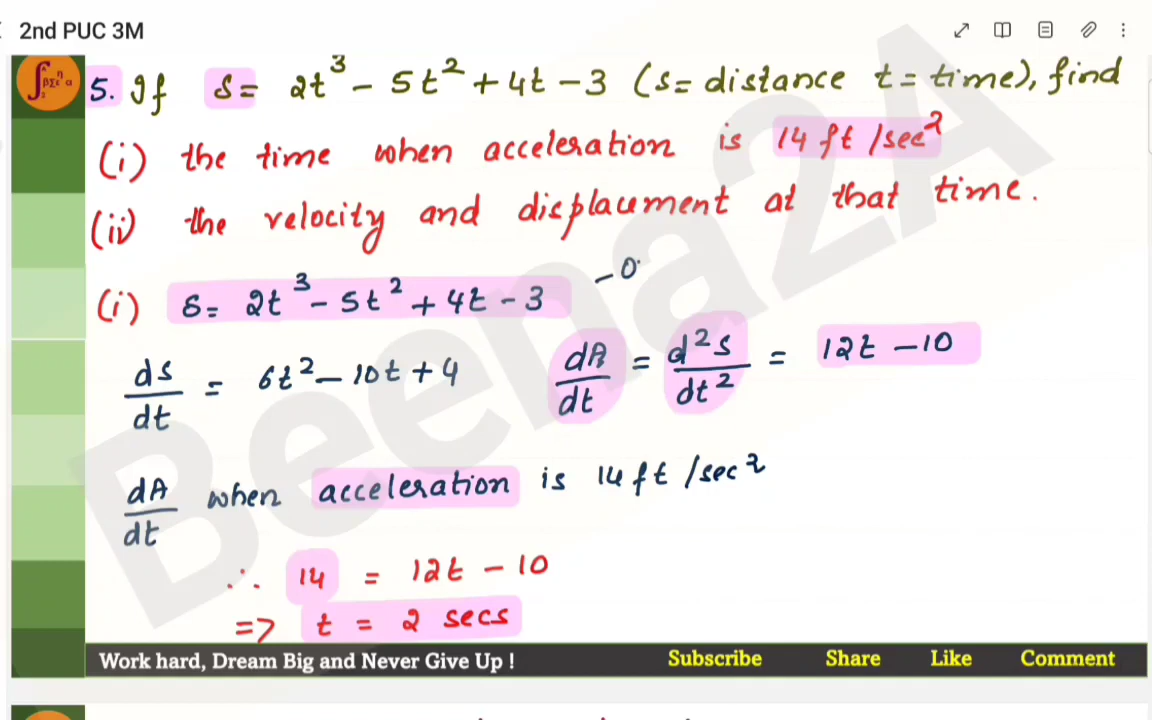 2nd PUC 3M
5. If s = 2t³ – 5t² + 4t – 3 (s = distance t = time), find
(i) the time when acceleration is 14 ft /sec²
(ii) the velocity and displacement at that time.
(i) s = 2t³ – 5t² + 4t – 3 – 0
ds/dt = 6t² – 10t + 4 dA/dt = d²s/dt² = 12t – 10
dA/dt when acceleration is 14 ft /sec²
∴ 14 = 12t – 10
=> t = 2 secs
Beena2A
Work hard, Dream Big and Never Give Up ! Subscribe Share Like Comment